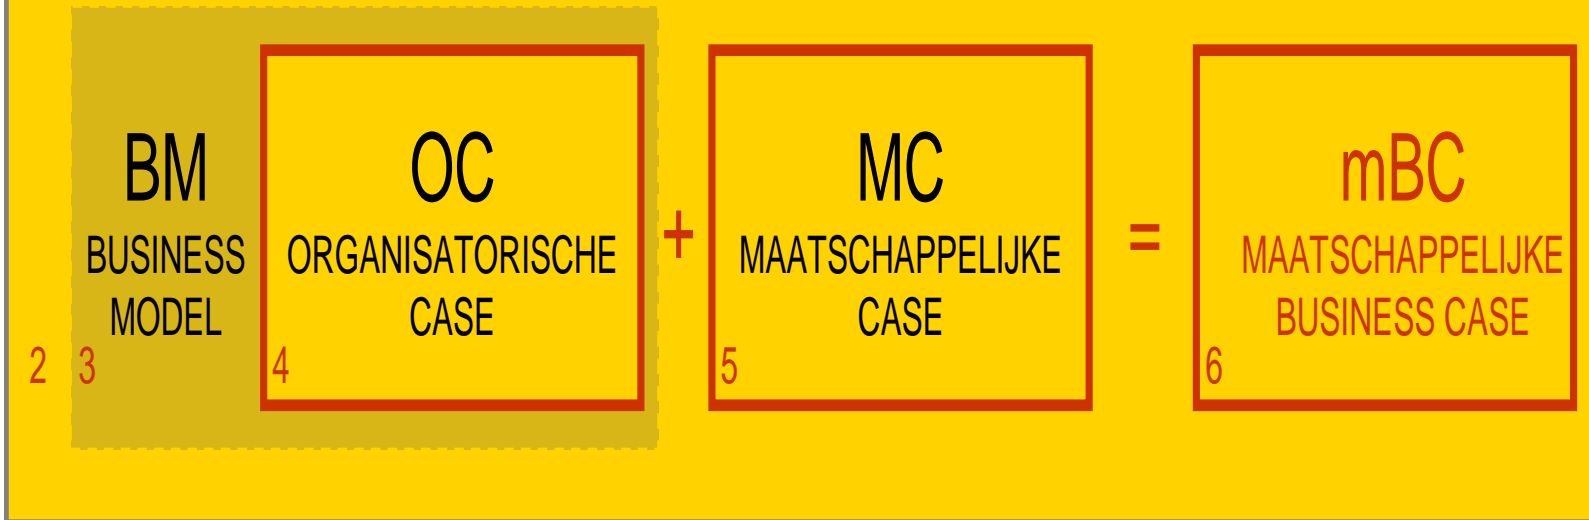 BM
BUSINESS
MODEL
OC
ORGANISATORISCHE
CASE
+
MC
MAATSCHAPPELIJKE
CASE
=
mBC
MAATSCHAPPELIJKE
BUSINESS CASE
2
3
4
5
6